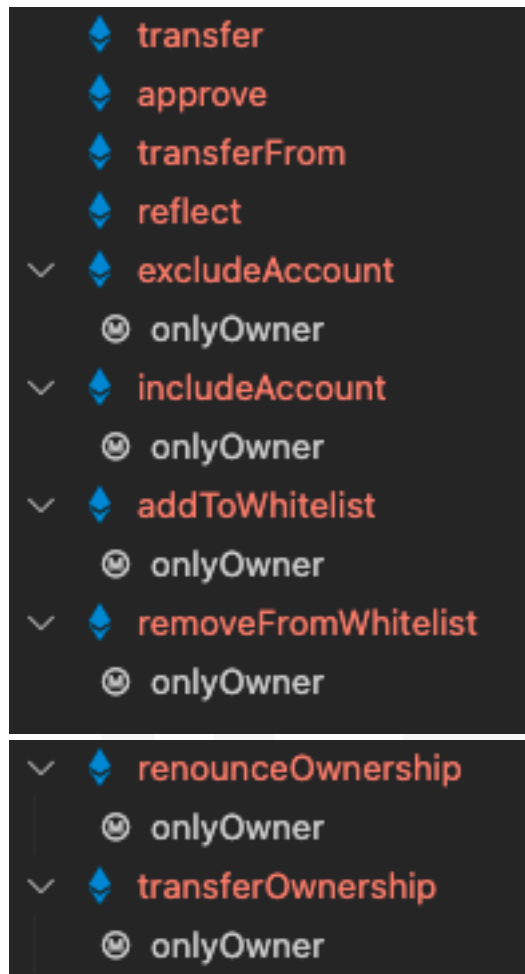 transfer
approve
transferFrom
reflect
excludeAccount
onlyOwner
includeAccount
onlyOwner
addToWhitelist
onlyOwner
removeFromWhitelist
onlyOwner
renounceOwnership
onlyOwner
transferOwnership
onlyOwner